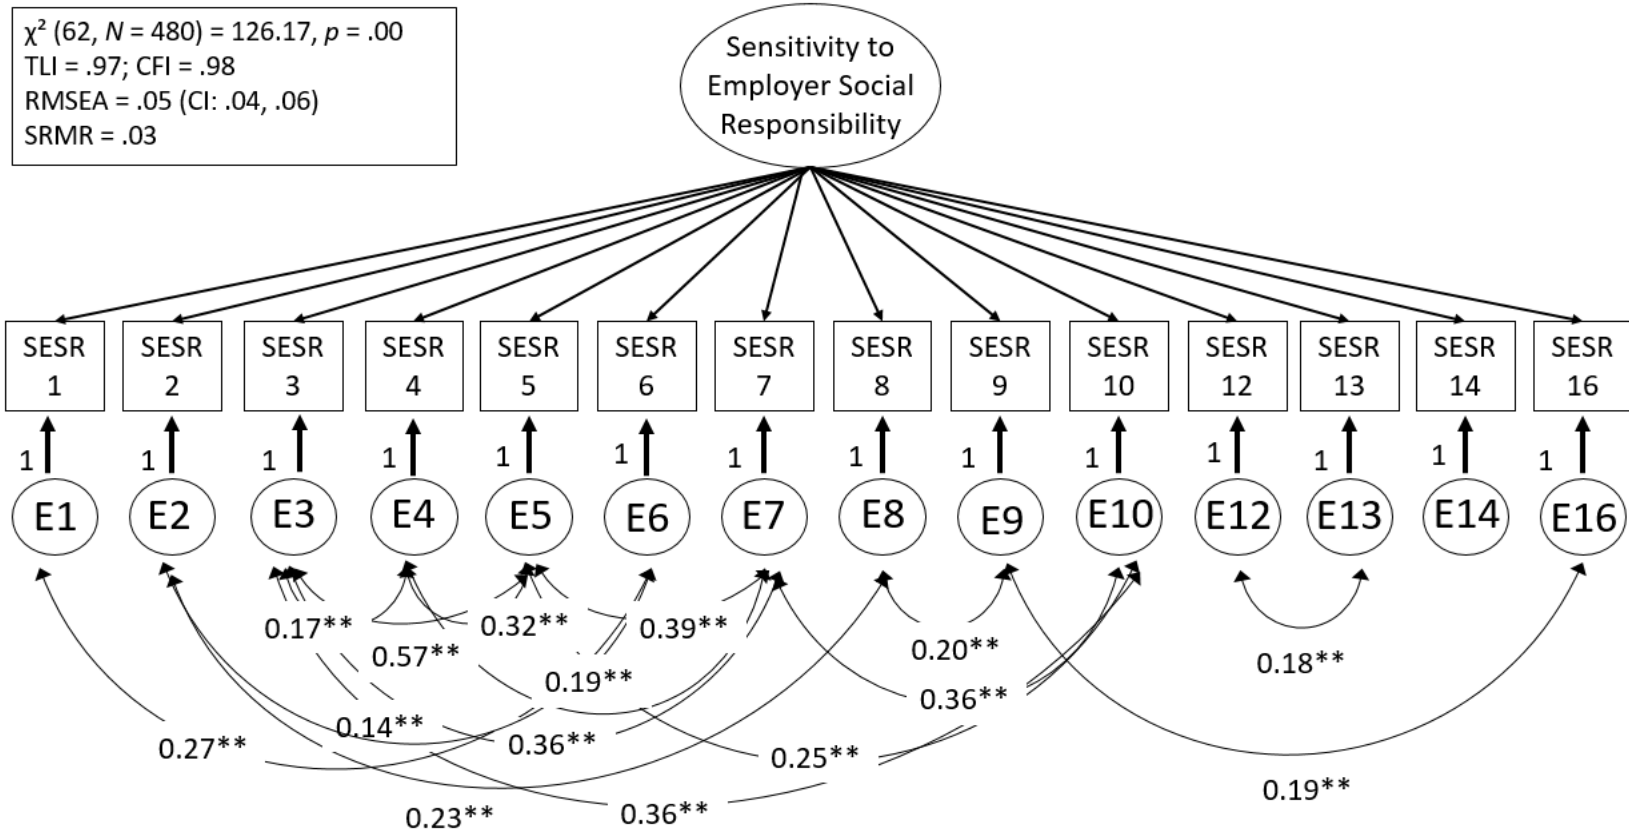 χ² (62, N = 480) = 126.17, p = .00
TLI = .97; CFI = .98
RMSEA = .05 (CI: .04, .06)
SRMR = .03
Sensitivity to
Employer Social
Responsibility
SESR 1
SESR 2
SESR 3
SESR 4
SESR 5
SESR 6
SESR 7
SESR 8
SESR 9
SESR 10
SESR 12
SESR 13
SESR 14
SESR 16
1 1 1 1 1 1 1 1 1 1 1 1 1 1
E1 E2 E3 E4 E5 E6 E7 E8 E9 E10 E12 E13 E14 E16
0.17** 0.32** 0.39**
0.57** 0.20** 0.18**
0.19** 0.36**
0.14**
0.27** 0.36** 0.25**
0.23** 0.36** 0.19**